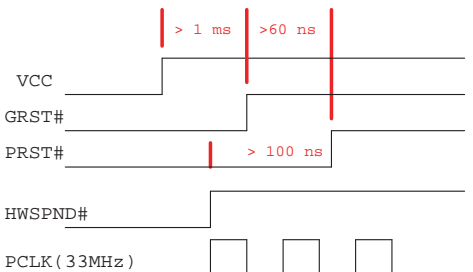 > 1 ms >60 ns
VCC
GRST#
PRST#
> 100 ns
HWSPND#
PCLK(33MHz)